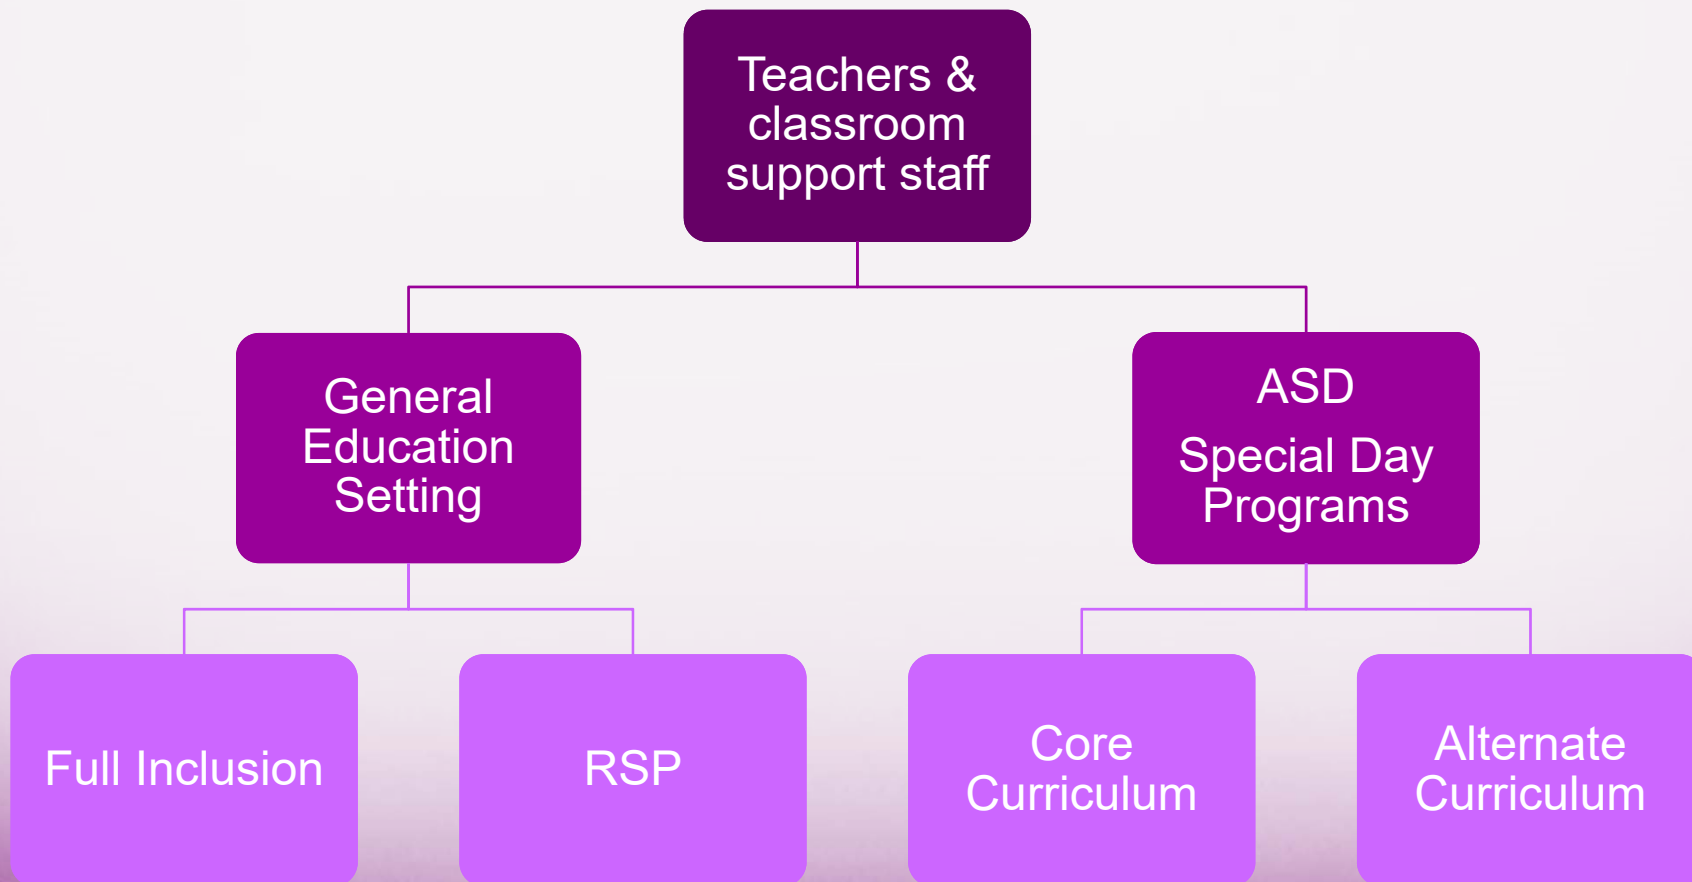 Teachers &
classroom
support staff
General
Education
Setting
ASD
Special Day
Programs
Full Inclusion
RSP
Core
Curriculum
Alternate
Curriculum